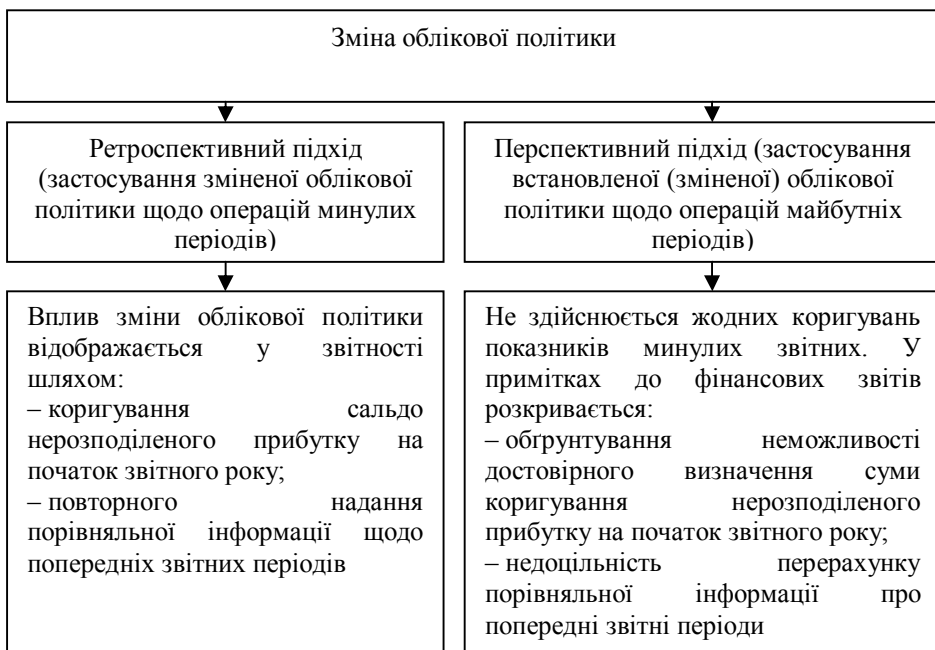 Зміна облікової політики
Ретроспективний підхід
(застосування зміненої облікової
політики щодо операцій минулих
періодів)
Перспективний підхід (застосування
встановленої (зміненої) облікової
політики щодо операцій майбутніх
періодів)
Вплив зміни облікової політики
відображається у звітності
шляхом:
– коригування сальдо
нерозподіленого прибутку на
початок звітного року;
– повторного надання
порівняльної інформації щодо
попередніх звітних періодів
Не здійснюється жодних коригувань
показників минулих звітних. У
примітках до фінансових звітів
розкривається:
– обґрунтування неможливості
достовірного визначення суми
коригування нерозподіленого
прибутку на початок звітного року;
– недоцільність перерахунку
порівняльної інформації про
попередні звітні періоди